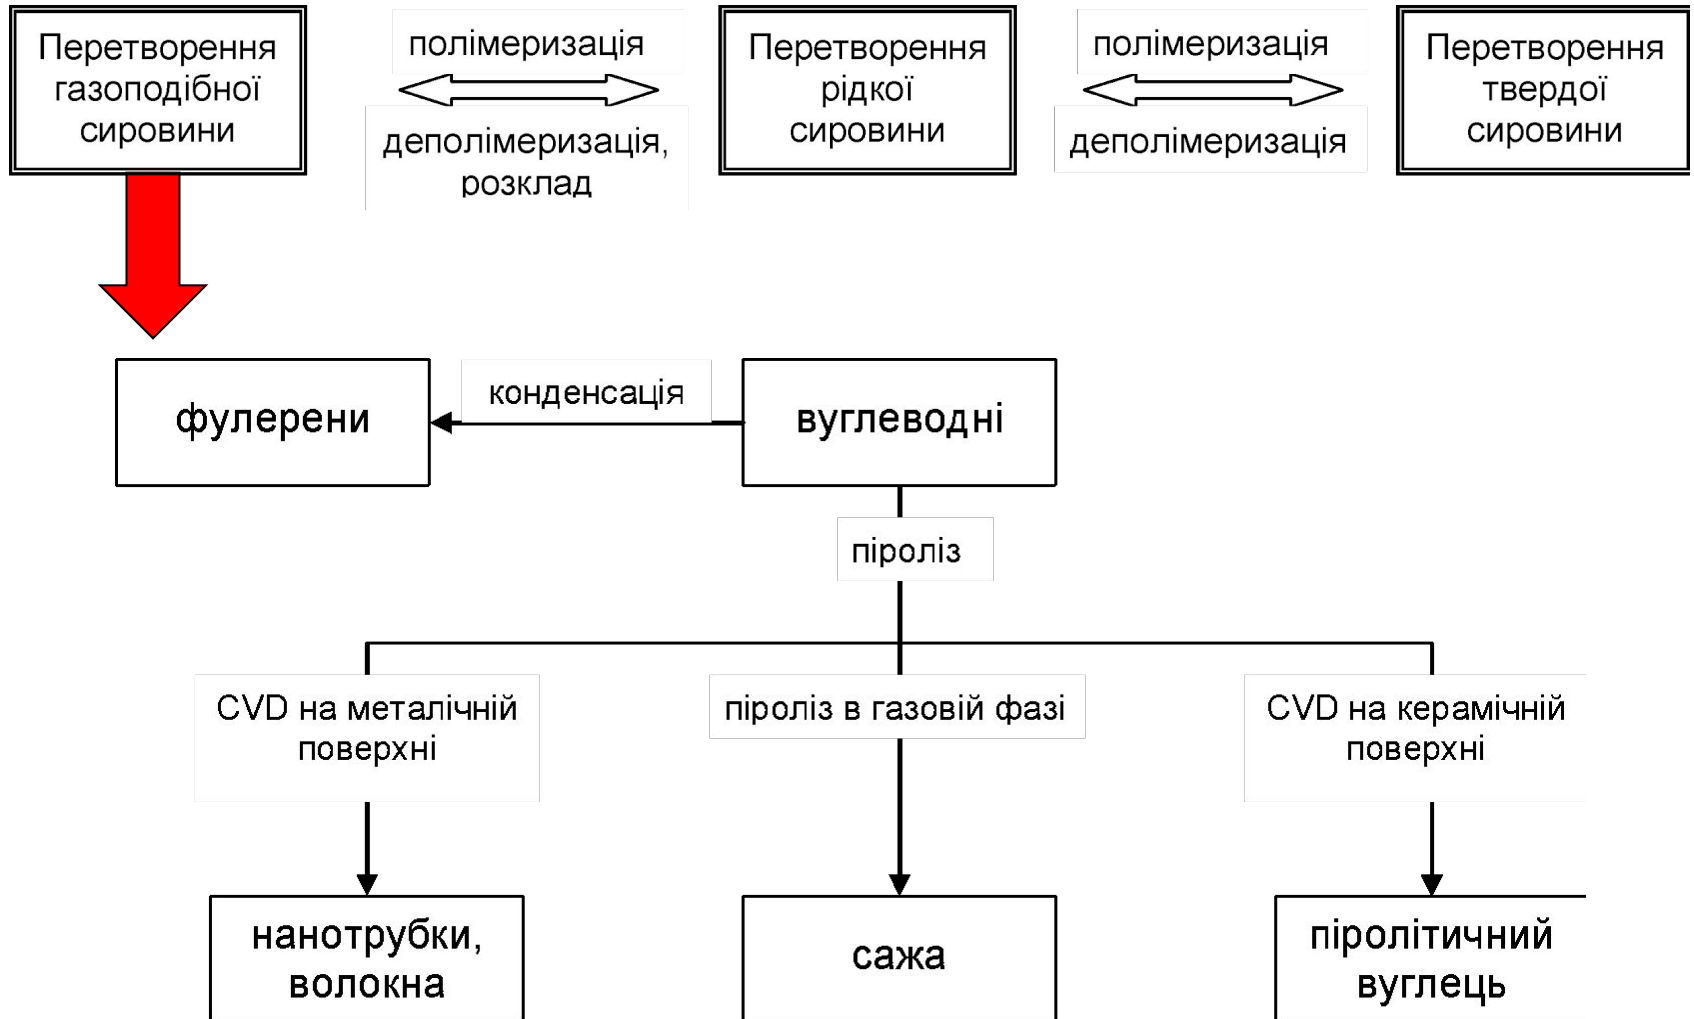 Перетворення
газоподібної
сировини
полімеризація
деполімеризація,
розклад
Перетворення
рідкої
сировини
полімеризація
деполімеризація
Перетворення
твердої
сировини
фулерени
конденсація
вуглеводні
піроліз
CVD на металічній
поверхні
піроліз в газовій фазі
CVD на керамічній
поверхні
нанотрубки,
волокна
сажа
піролітичний
вуглець